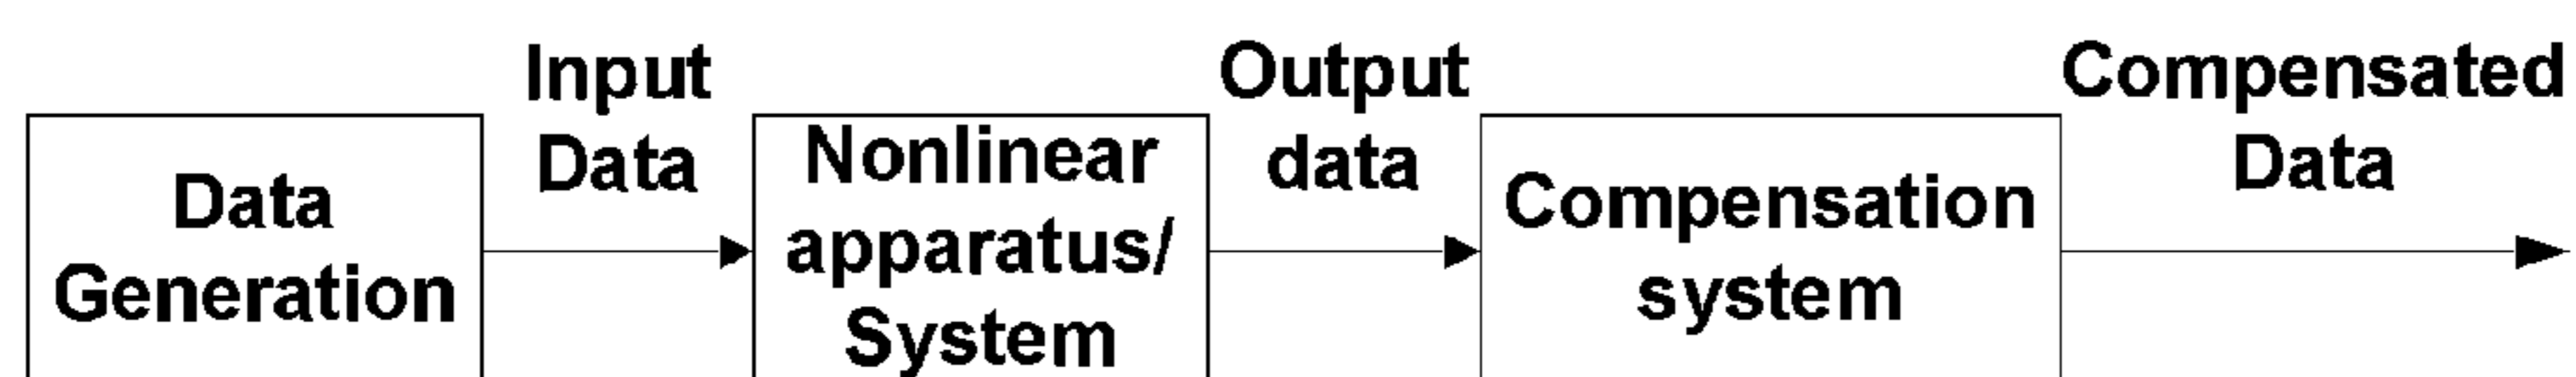 Data
Generation
Input
Data
Nonlinear
apparatus/
System
Output
data
Compensation
system
Compensated
Data